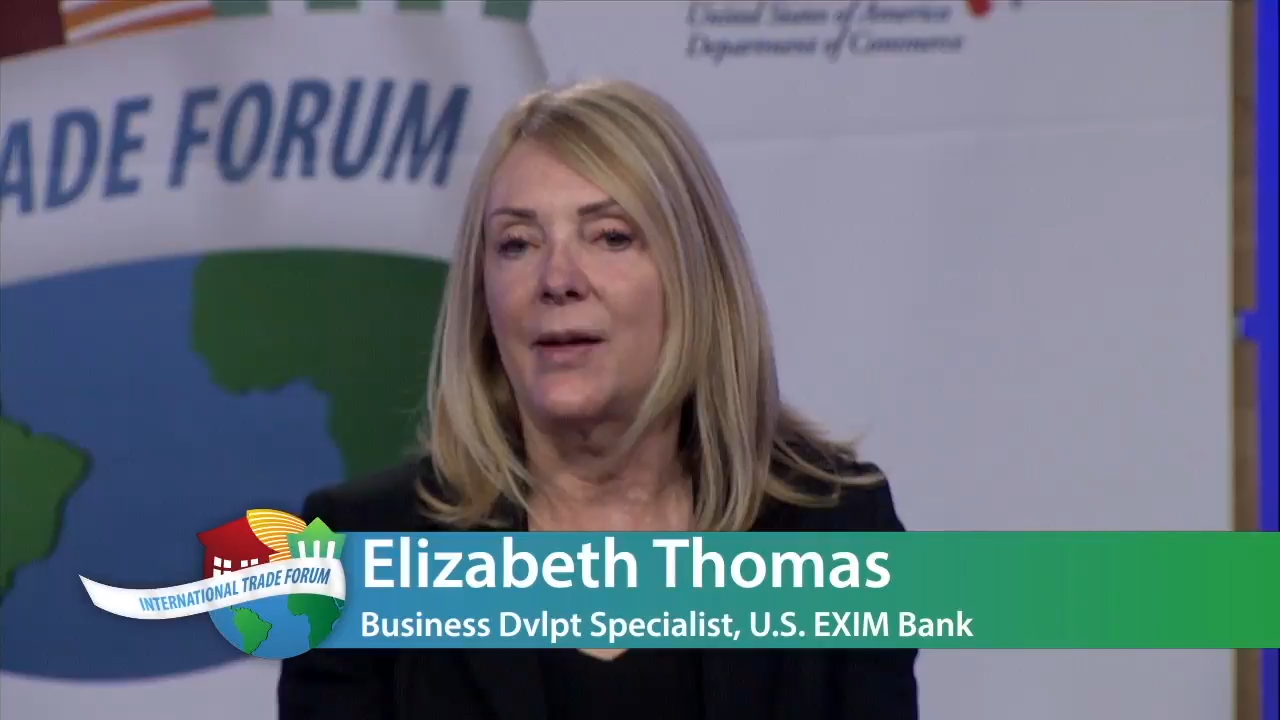 United States of America
Department of Commerce
ADE FORUM
INTERNATIONAL TRADE FORUM
Elizabeth Thomas
Business Dvlpt Specialist, U.S. EXIM Bank